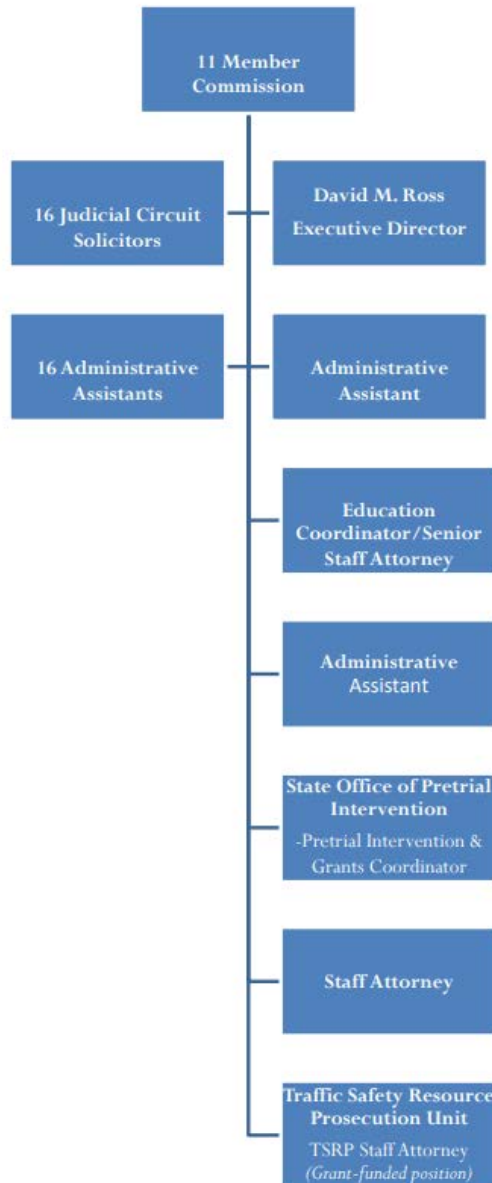 11 Member
Commission
16 Judicial Circuit
Solicitors
David M. Ross
Executive Director
16 Administrative
Assistants
Administrative
Assistant
Education
Coordinator/Senior
Staff Attorney
Administrative
Assistant
State Office of Pretrial
Intervention
-Pretrial Intervention &
Grants Coordinator
Staff Attorney
Traffic Safety Resource
Prosecution Unit
TSRP Staff Attorney
(Grant-funded position)